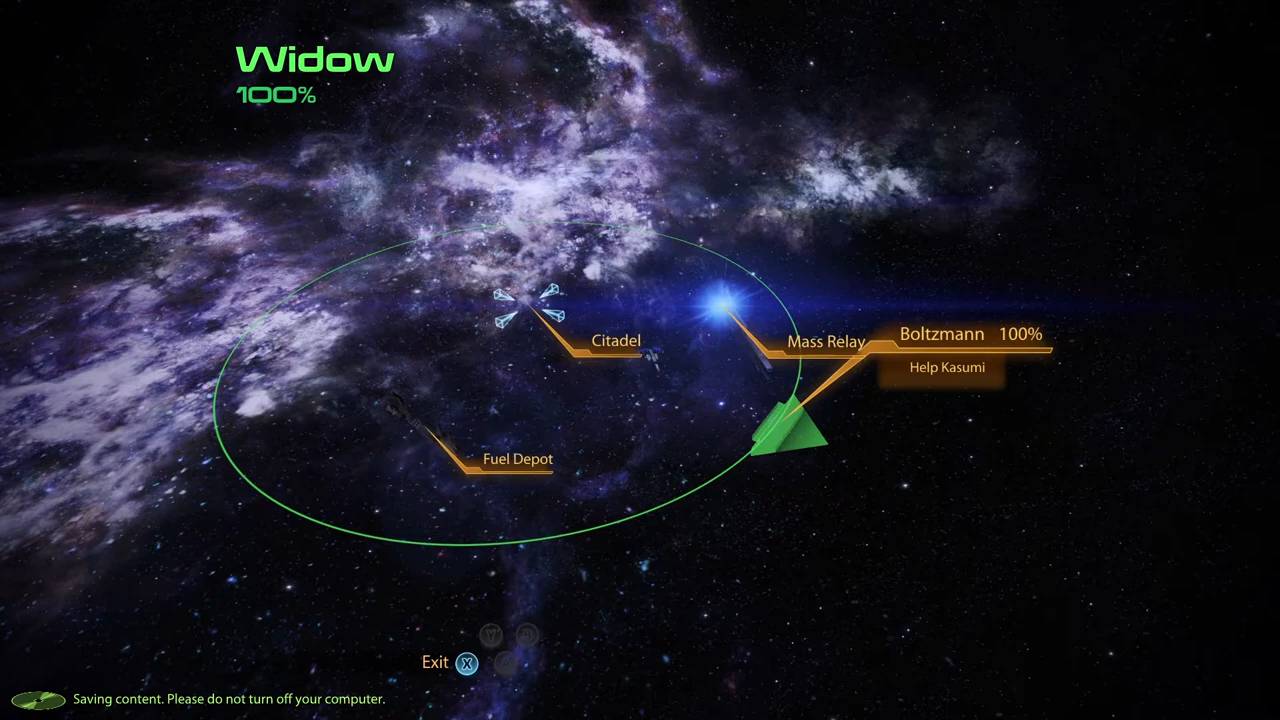 Widow
100%
Citadel
Mass Relay
Boltzmann 100%
Help Kasumi
Fuel Depot
Y
B
Exit X
Saving content. Please do not turn off your computer.